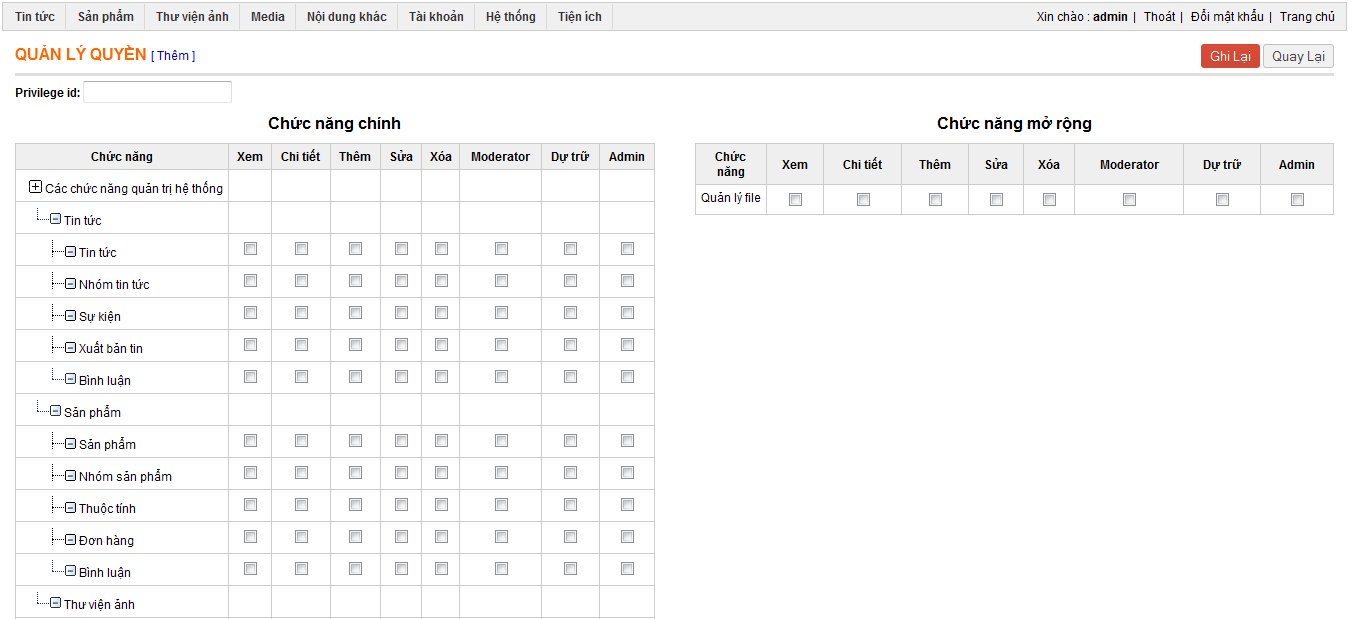 Tin tức Sản phẩm Thư viện ảnh Media Nội dung khác Tài khoản Hệ thống Tiện ích Xin chào : admin | Thoát | Đổi mật khẩu | Trang chủ
QUẢN LÝ QUYỀN [ Thêm ] Ghi Lại Quay Lại
Privilege id:
Chức năng chính
Chức năng Xem Chi tiết Thêm Sửa Xóa Moderator Dự trữ Admin
Các chức năng quản trị hệ thống
Tin tức
Tin tức
Nhóm tin tức
Sự kiện
Xuất bản tin
Bình luận
Sản phẩm
Sản phẩm
Nhóm sản phẩm
Thuộc tính
Đơn hàng
Bình luận
Thư viện ảnh
Chức năng mở rộng
Chức năng Xem Chi tiết Thêm Sửa Xóa Moderator Dự trữ Admin
Quản lý file